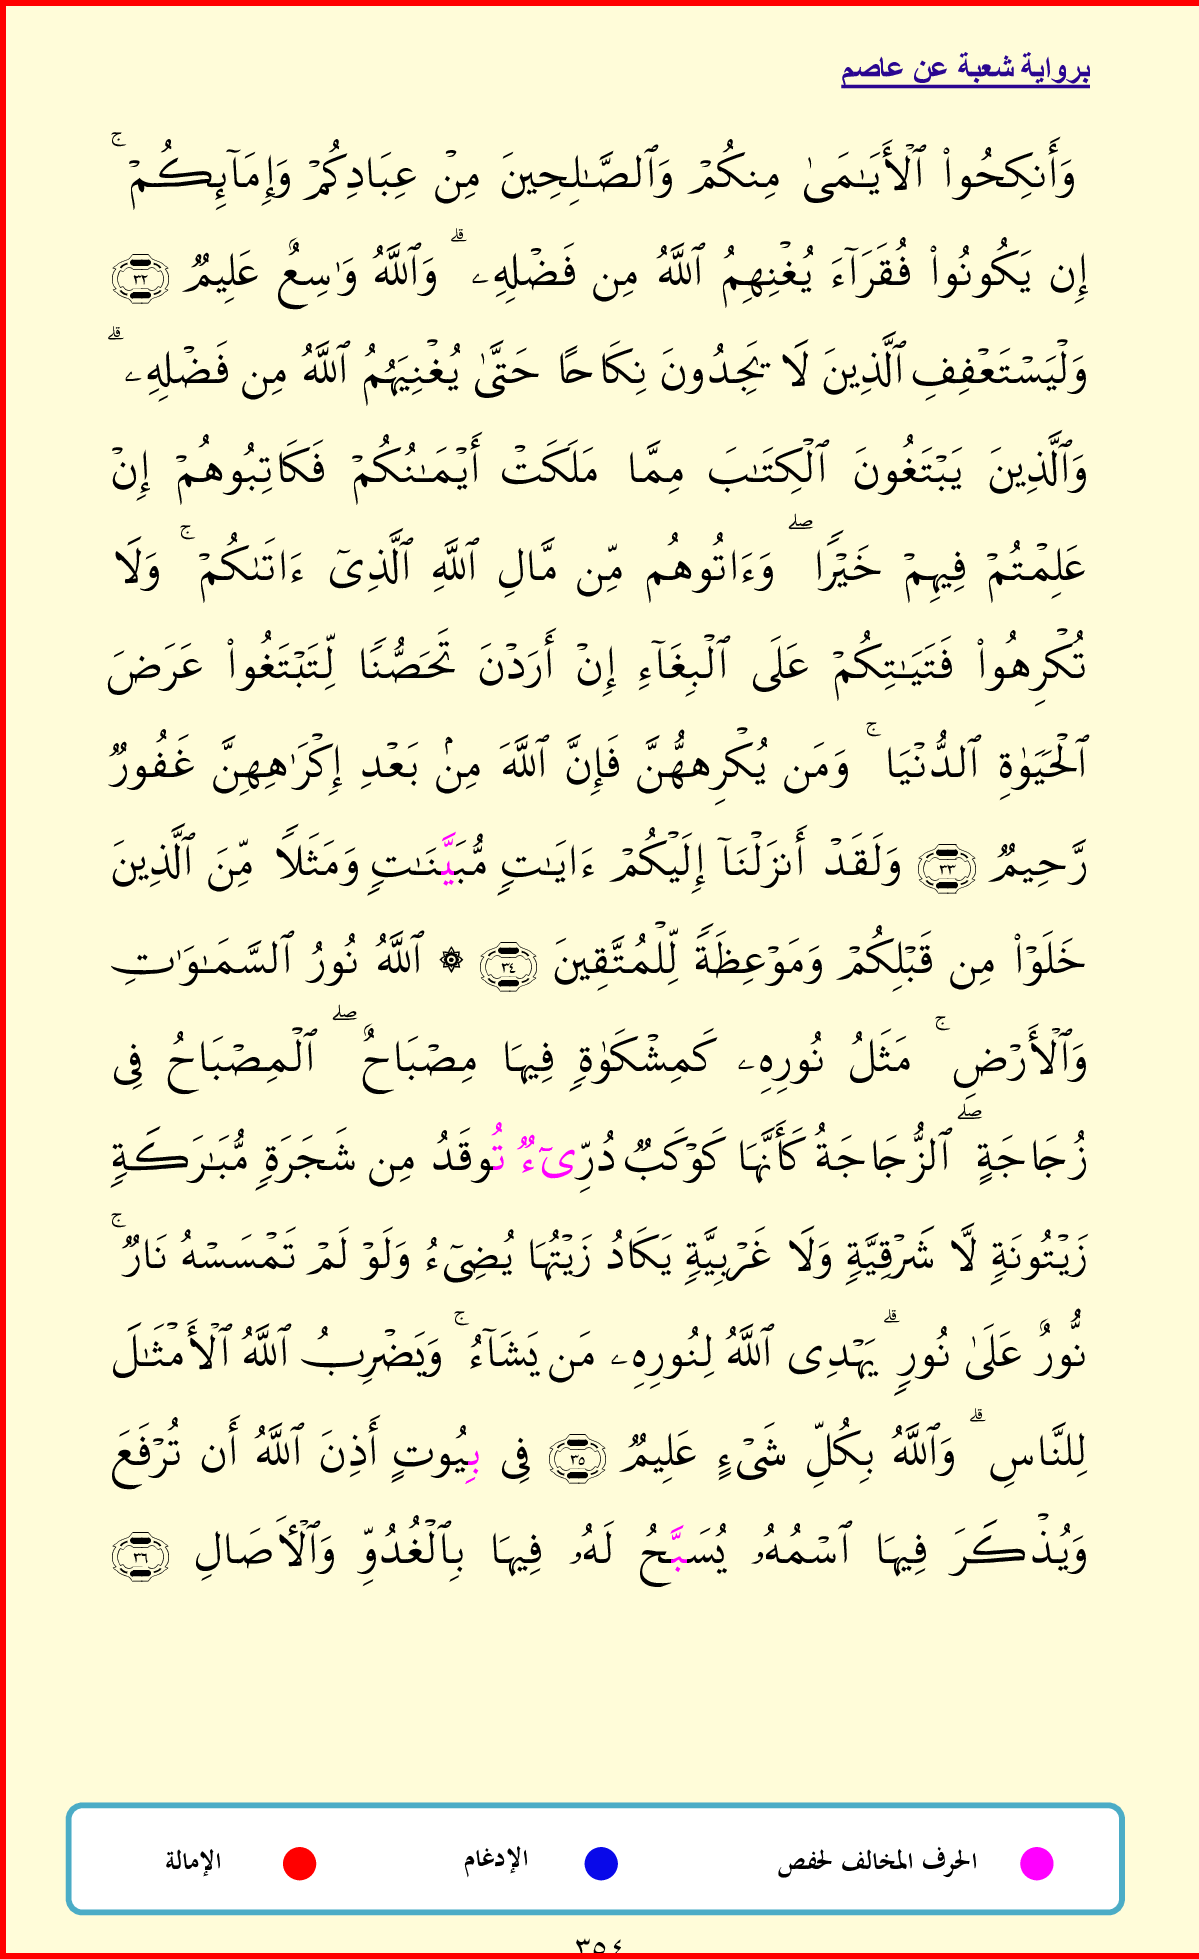 برواية شعبة عن عاصم
وَأَنكِحُوا۟ ٱلْأَيَـٰمَىٰ مِنكُمْ وَٱلصَّـٰلِحِينَ مِنْ عِبَادِكُمْ وَإِمَآئِكُمْ ۚ
إِن يَكُونُوا۟ فُقَرَآءَ يُغْنِهِمُ ٱللَّهُ مِن فَضْلِهِۦ ۗ وَٱللَّهُ وَٰسِعٌ عَلِيمٌ ٣٢
وَلْيَسْتَعْفِفِ ٱلَّذِينَ لَا يَجِدُونَ نِكَاحًا حَتَّىٰ يُغْنِيَهُمُ ٱللَّهُ مِن فَضْلِهِۦ ۗ
وَٱلَّذِينَ يَبْتَغُونَ ٱلْكِتَـٰبَ مِمَّا مَلَكَتْ أَيْمَـٰنُكُمْ فَكَاتِبُوهُمْ إِنْ
عَلِمْتُمْ فِيهِمْ خَيْرًا ۖ وَءَاتُوهُم مِّن مَّالِ ٱللَّهِ ٱلَّذِىٓ ءَاتَىٰكُمْ ۚ وَلَا
تُكْرِهُوا۟ فَتَيَـٰتِكُمْ عَلَى ٱلْبِغَآءِ إِنْ أَرَدْنَ تَحَصُّنًا لِّتَبْتَغُوا۟ عَرَضَ
ٱلْحَيَوٰةِ ٱلدُّنْيَا ۚ وَمَن يُكْرِههُّنَّ فَإِنَّ ٱللَّهَ مِنۢ بَعْدِ إِكْرَٰهِهِنَّ غَفُورٌ
رَّحِيمٌ ٣٣ وَلَقَدْ أَنزَلْنَآ إِلَيْكُمْ ءَايَـٰتٍ مُّبَيَّنَـٰتٍ وَمَثَلًا مِّنَ ٱلَّذِينَ
خَلَوْا۟ مِن قَبْلِكُمْ وَمَوْعِظَةً لِّلْمُتَّقِينَ ٣٤ ۞ ٱللَّهُ نُورُ ٱلسَّمَـٰوَٰتِ
وَٱلْأَرْضِ ۚ مَثَلُ نُورِهِۦ كَمِشْكَوٰةٍ فِيهَا مِصْبَاحٌ ۖ ٱلْمِصْبَاحُ فِى
زُجَاجَةٍ ۖ ٱلزُّجَاجَةُ كَأَنَّهَا كَوْكَبٌ دُرِّىٓءٌ تُوقَدُ مِن شَجَرَةٍ مُّبَـٰرَكَةٍ
زَيْتُونَةٍ لَّا شَرْقِيَّةٍ وَلَا غَرْبِيَّةٍ يَكَادُ زَيْتُهَا يُضِىٓءُ وَلَوْ لَمْ تَمْسَسْهُ نَارٌ ۚ
نُّورٌ عَلَىٰ نُورٍ ۗ يَهْدِى ٱللَّهُ لِنُورِهِۦ مَن يَشَآءُ ۚ وَيَضْرِبُ ٱللَّهُ ٱلْأَمْثَـٰلَ
لِلنَّاسِ ۗ وَٱللَّهُ بِكُلِّ شَىْءٍ عَلِيمٌ ٣٥ فِى بِيُوتٍ أَذِنَ ٱللَّهُ أَن تُرْفَعَ
وَيُذْكَرَ فِيهَا ٱسْمُهُۥ يُسَبَّحُ لَهُۥ فِيهَا بِٱلْغُدُوِّ وَٱلْـَٔاصَالِ ٣٦
الحرف المخالف لحفص الإدغام الإمالة
٣٥٤